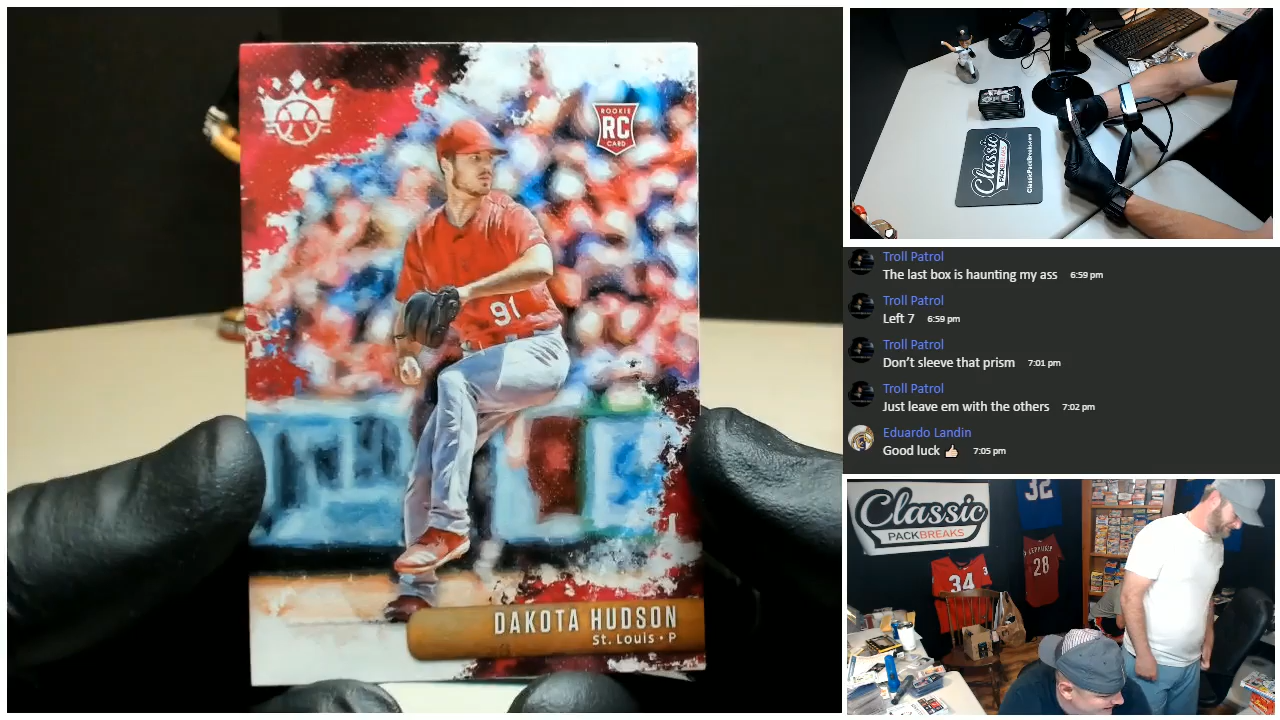 ROOKIE
RC
CARD
91
DAKOTA HUDSON
St. Louis • P
Classic
PACKBREAKS
ClassicPackBreaks.com
Troll Patrol
The last box is haunting my ass 6:59 pm
Troll Patrol
Left 7 6:59 pm
Troll Patrol
Don’t sleeve that prism 7:01 pm
Troll Patrol
Just leave em with the others 7:02 pm
Eduardo Landin
Good luck 👍🏻 7:05 pm
Classic
PACKBREAKS
32
34
28